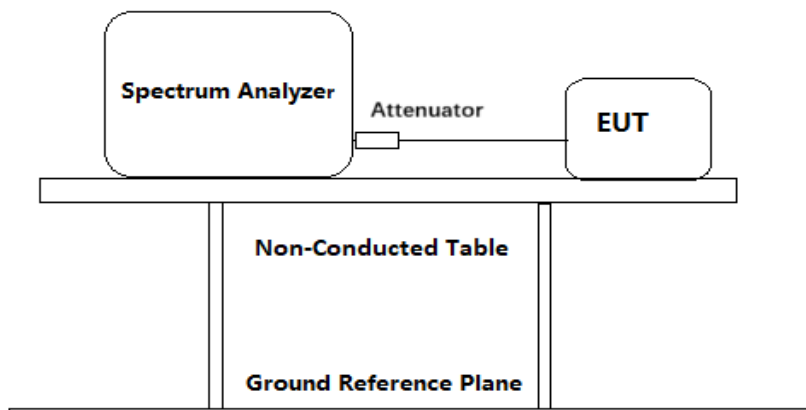 Spectrum Analyzer
Attenuator
EUT
Non-Conducted Table
Ground Reference Plane